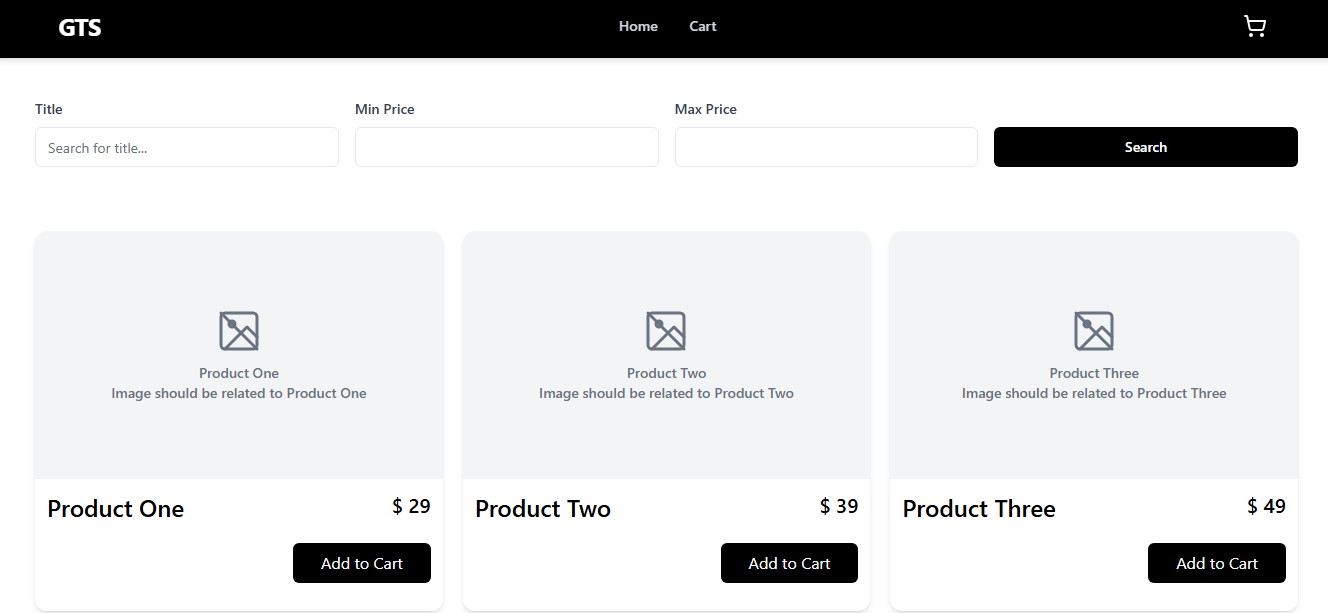 GTS
Home Cart
Title Min Price Max Price
Search for title... Search
Product One
Image should be related to Product One
Product Two
Image should be related to Product Two
Product Three
Image should be related to Product Three
Product One $ 29
Add to Cart
Product Two $ 39
Add to Cart
Product Three $ 49
Add to Cart